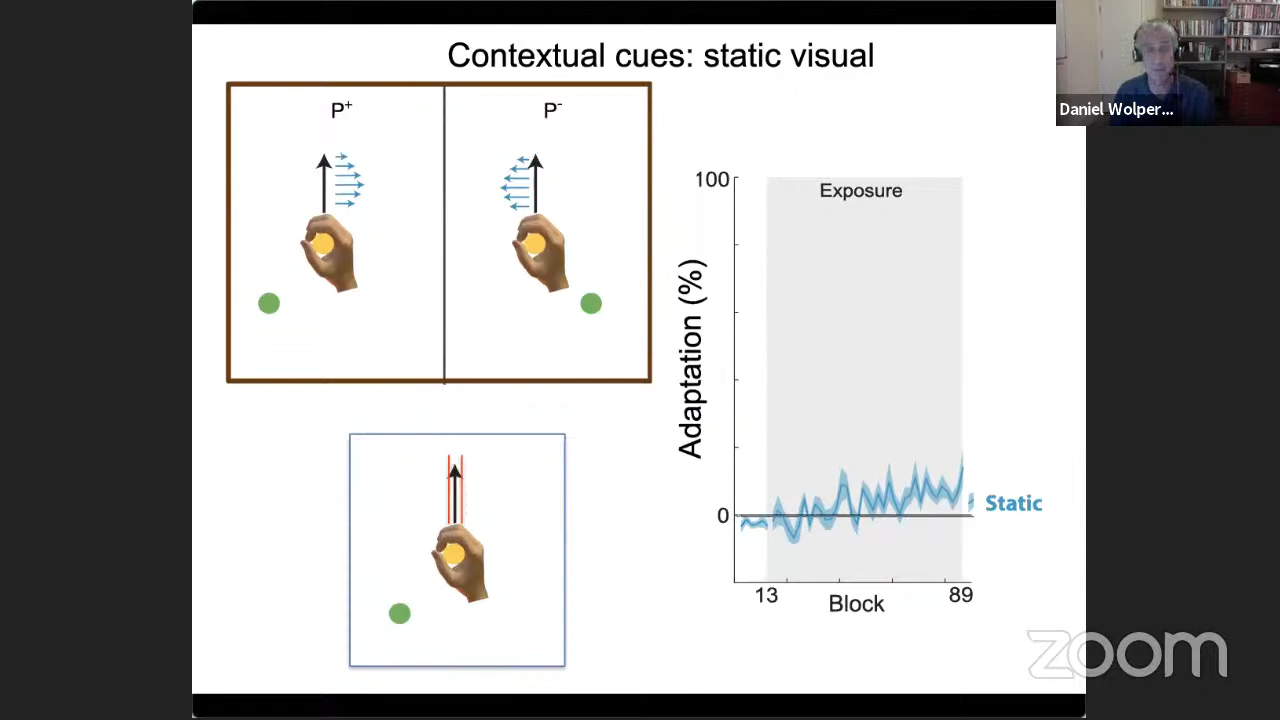 Contextual cues: static visual
Daniel Wolper...
P+
P-
100
Exposure
Adaptation (%)
0
Static
13
89
Block
zoom